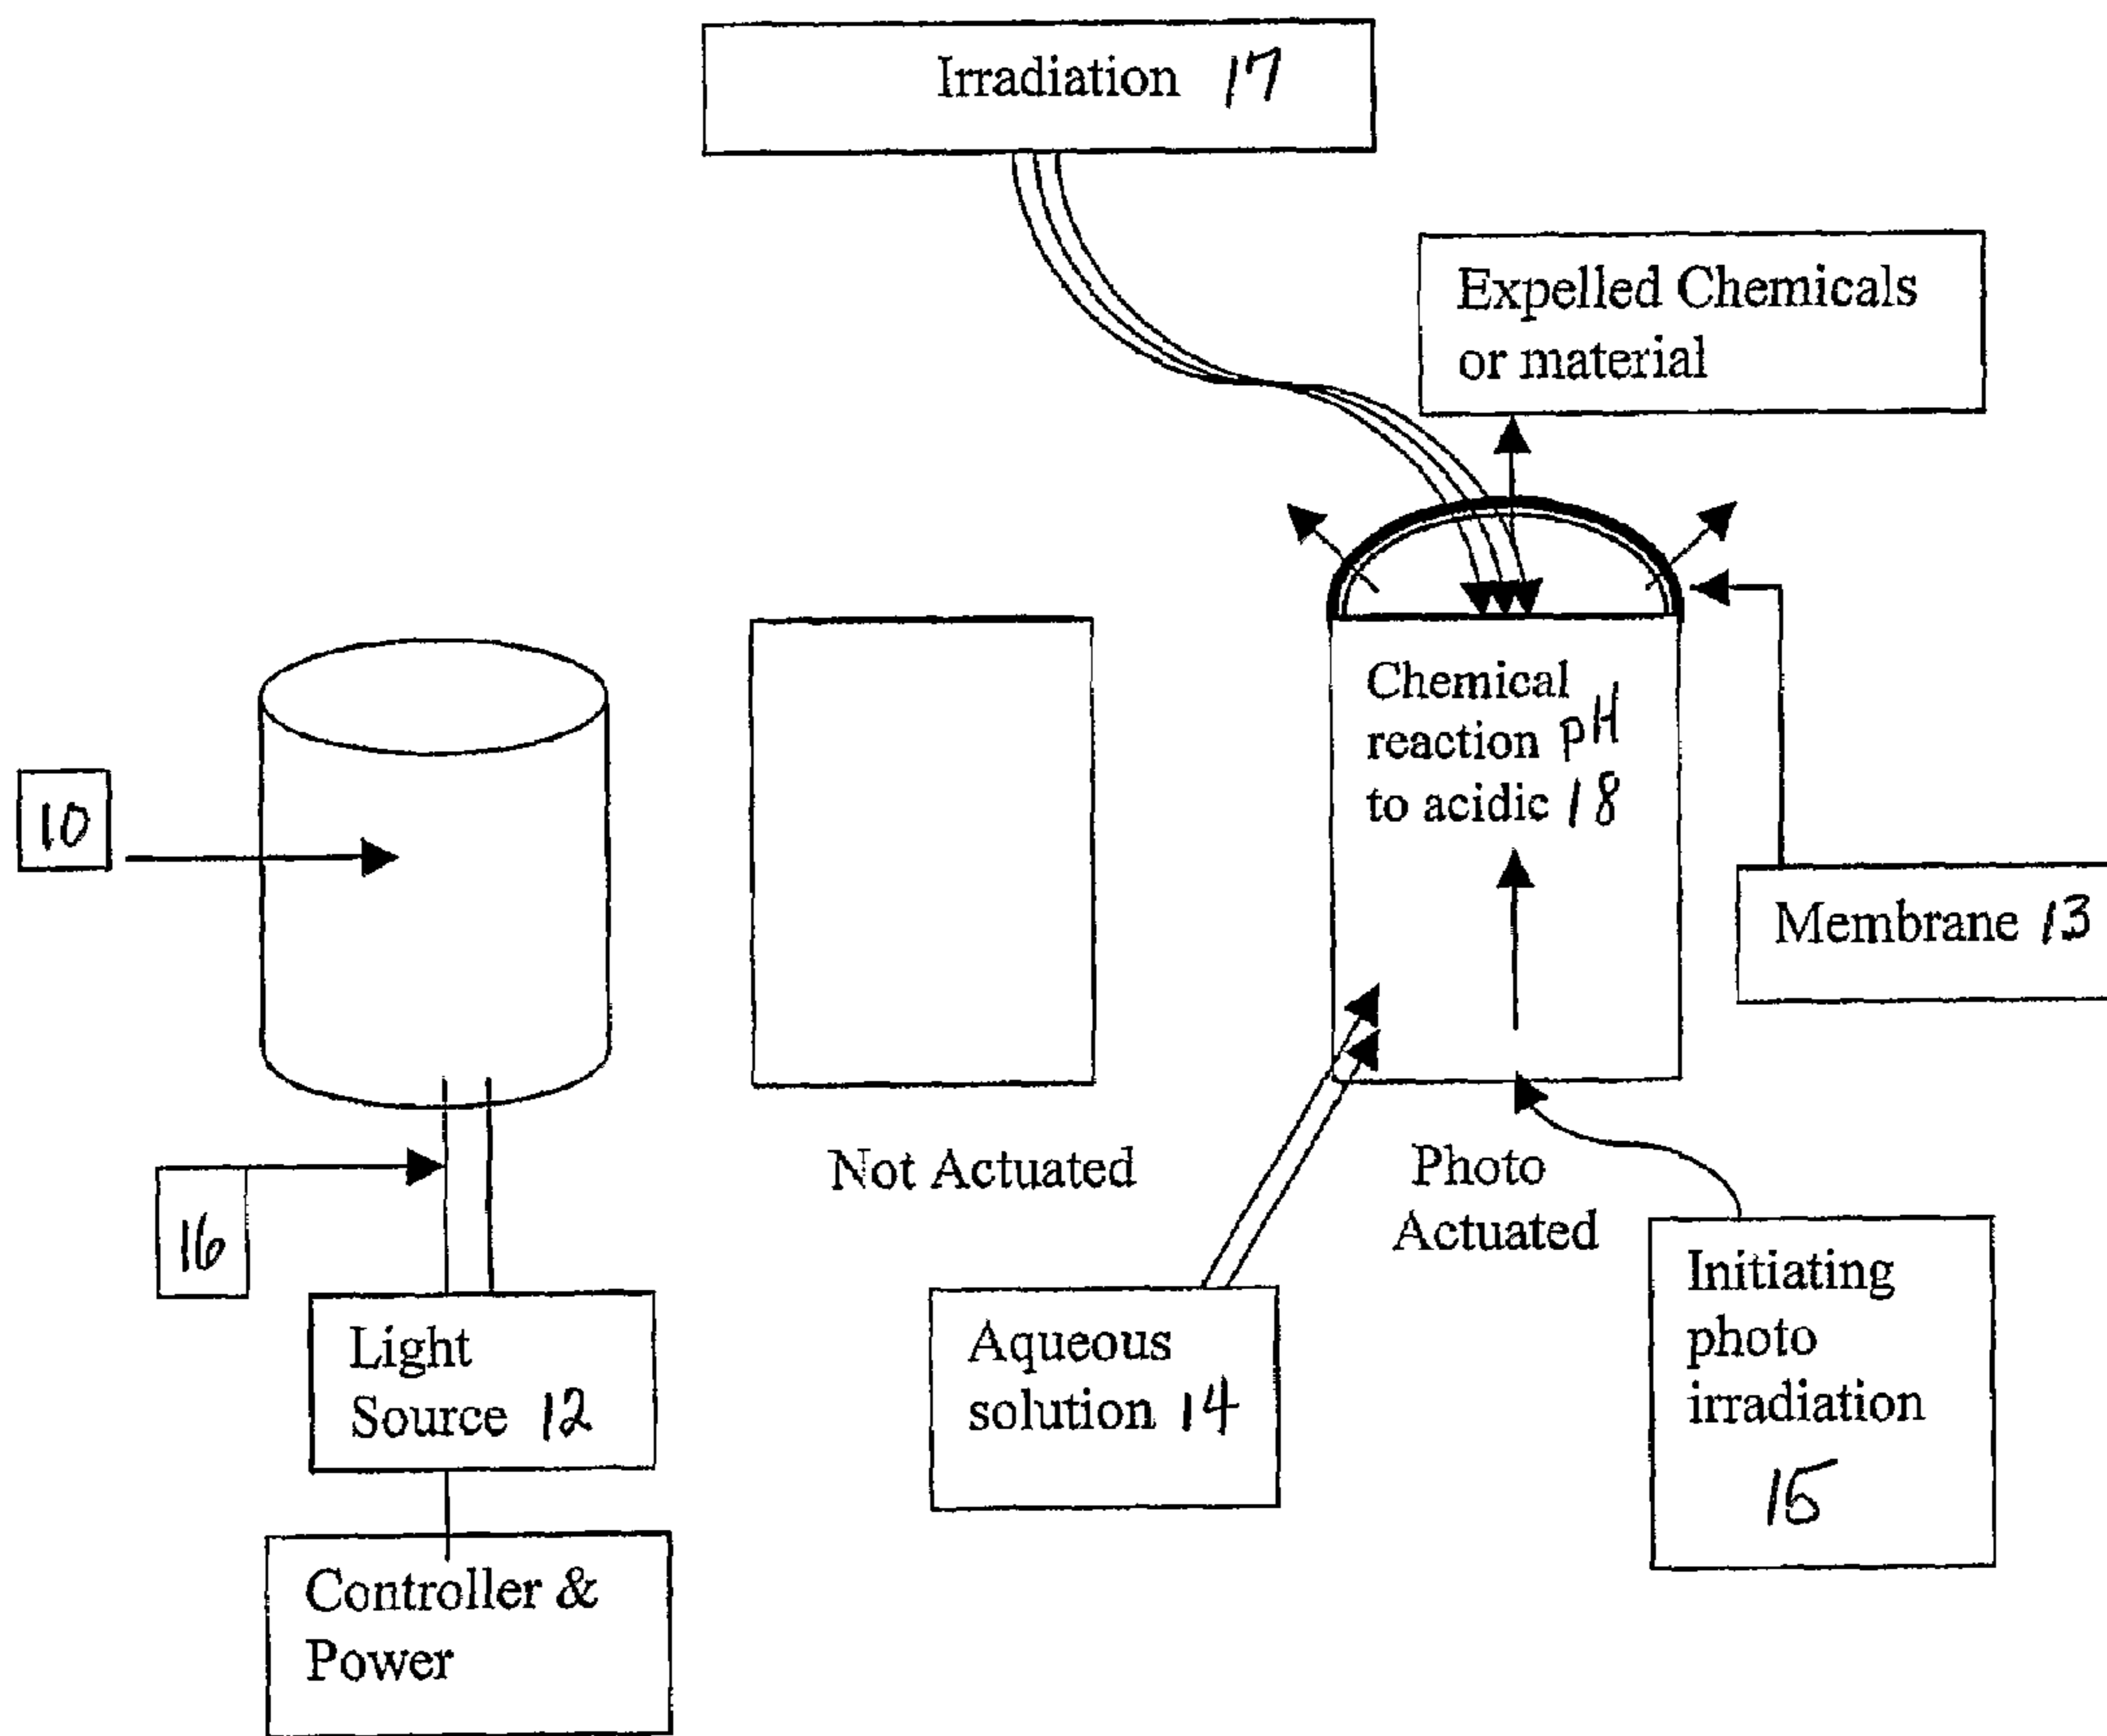 Irradiation 17
Expelled Chemicals
or material
Chemical
reaction pH
to acidic 18
10
Membrane 13
Not Actuated
Photo
Actuated
16
Light
Source 12
Aqueous
solution 14
Initiating
photo
irradiation
15
Controller &
Power